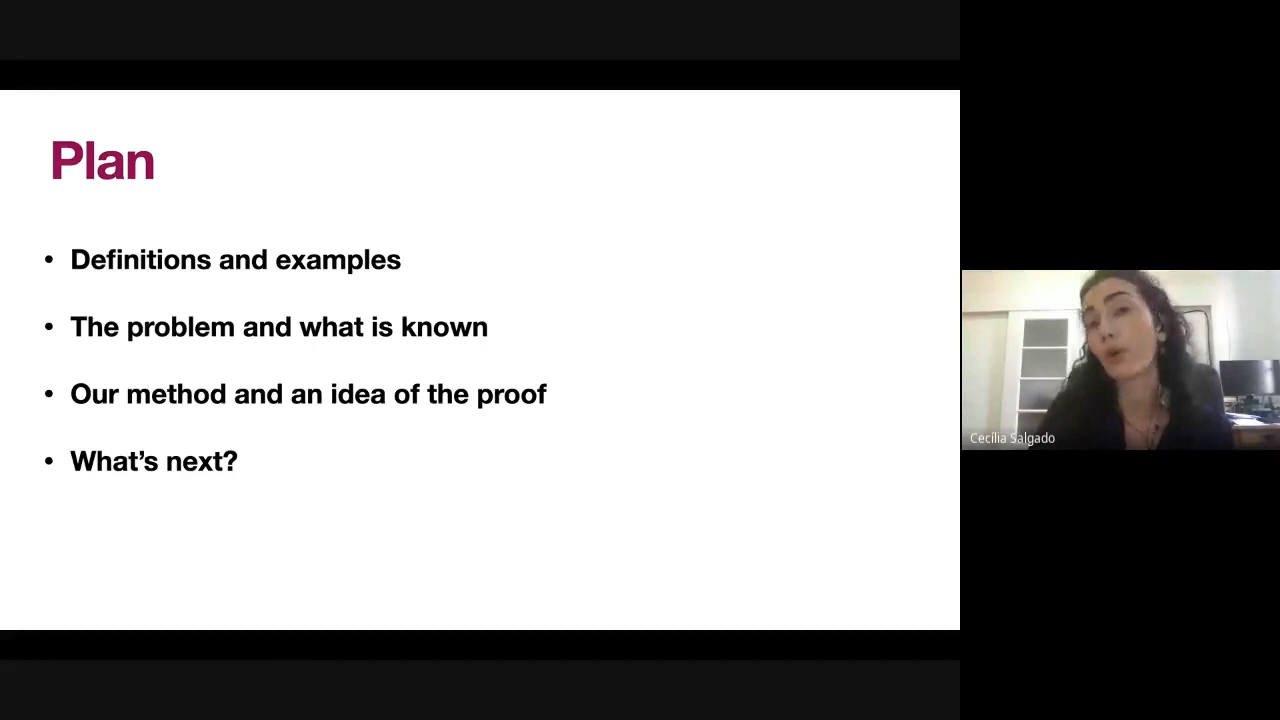 Plan
• Definitions and examples
• The problem and what is known
• Our method and an idea of the proof
• What’s next?
Cecília Salgado